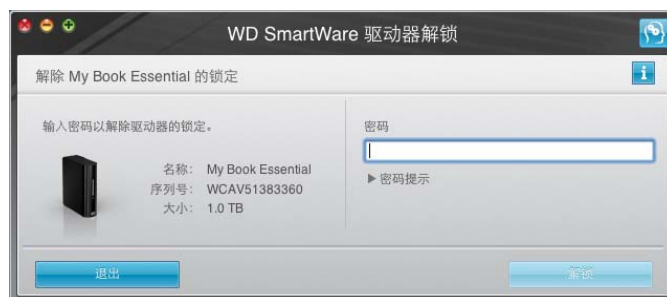 WD SmartWare 驱动器解锁
解除 My Book Essential 的锁定
输入密码以解除驱动器的锁定。
名称: My Book Essential
序列号: WCAV51383360
大小: 1.0 TB
密码
▶密码提示
退出
解锁